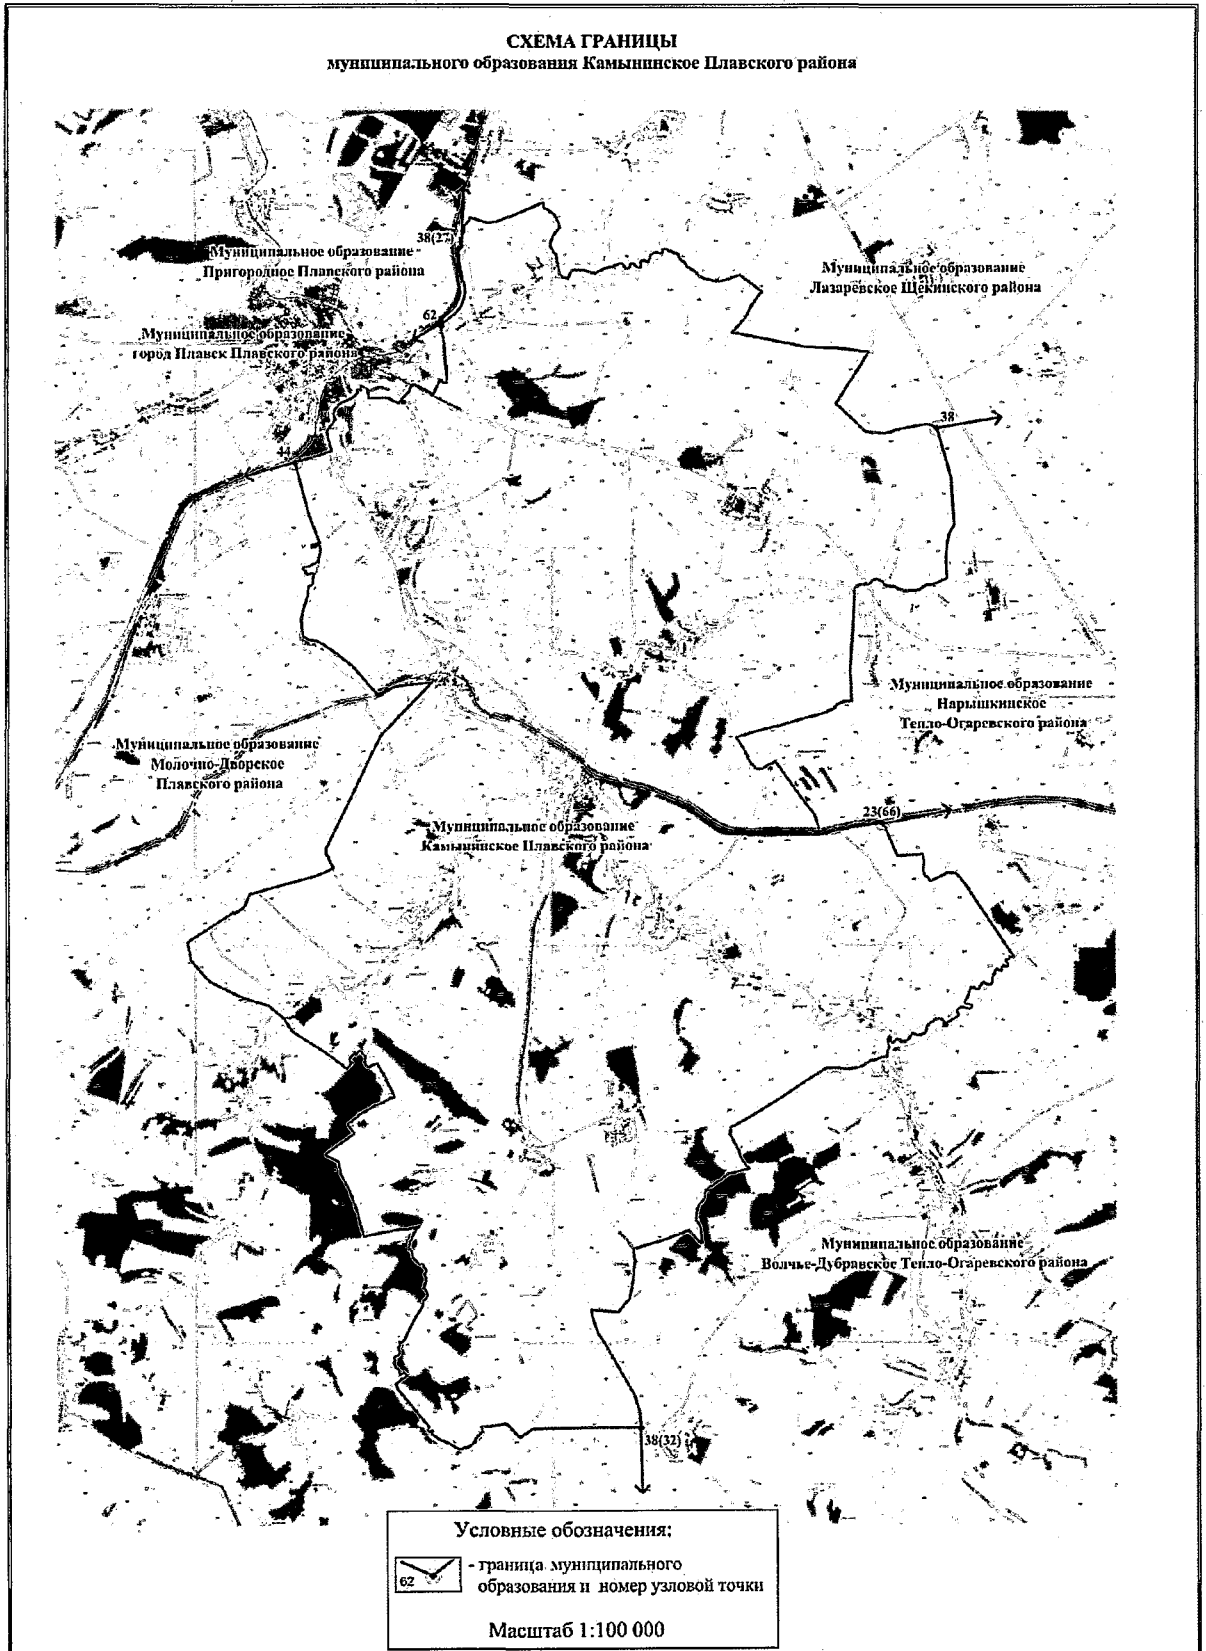 СХЕМА ГРАНИЦЫ
муниципального образования Камынинское Плавского района
38(27)
Муниципальное образование
Пригородное Плавского района
Муниципальное образование
Лазаревское Щёкинского района
62
Муниципальное образование
город Плавск Плавского района
38
44
Муниципальное образование
Нарышкинское
Тепло-Огаревского района
Муниципальное образование
Молочно-Дворское
Плавского района
23(66)
Муниципальное образование
Камынинское Плавского района
Муниципальное образование
Волчье-Дубравское Тепло-Огаревского района
38(32)
Условные обозначения:
62
- граница муниципального
образования и номер узловой точки
Масштаб 1:100 000